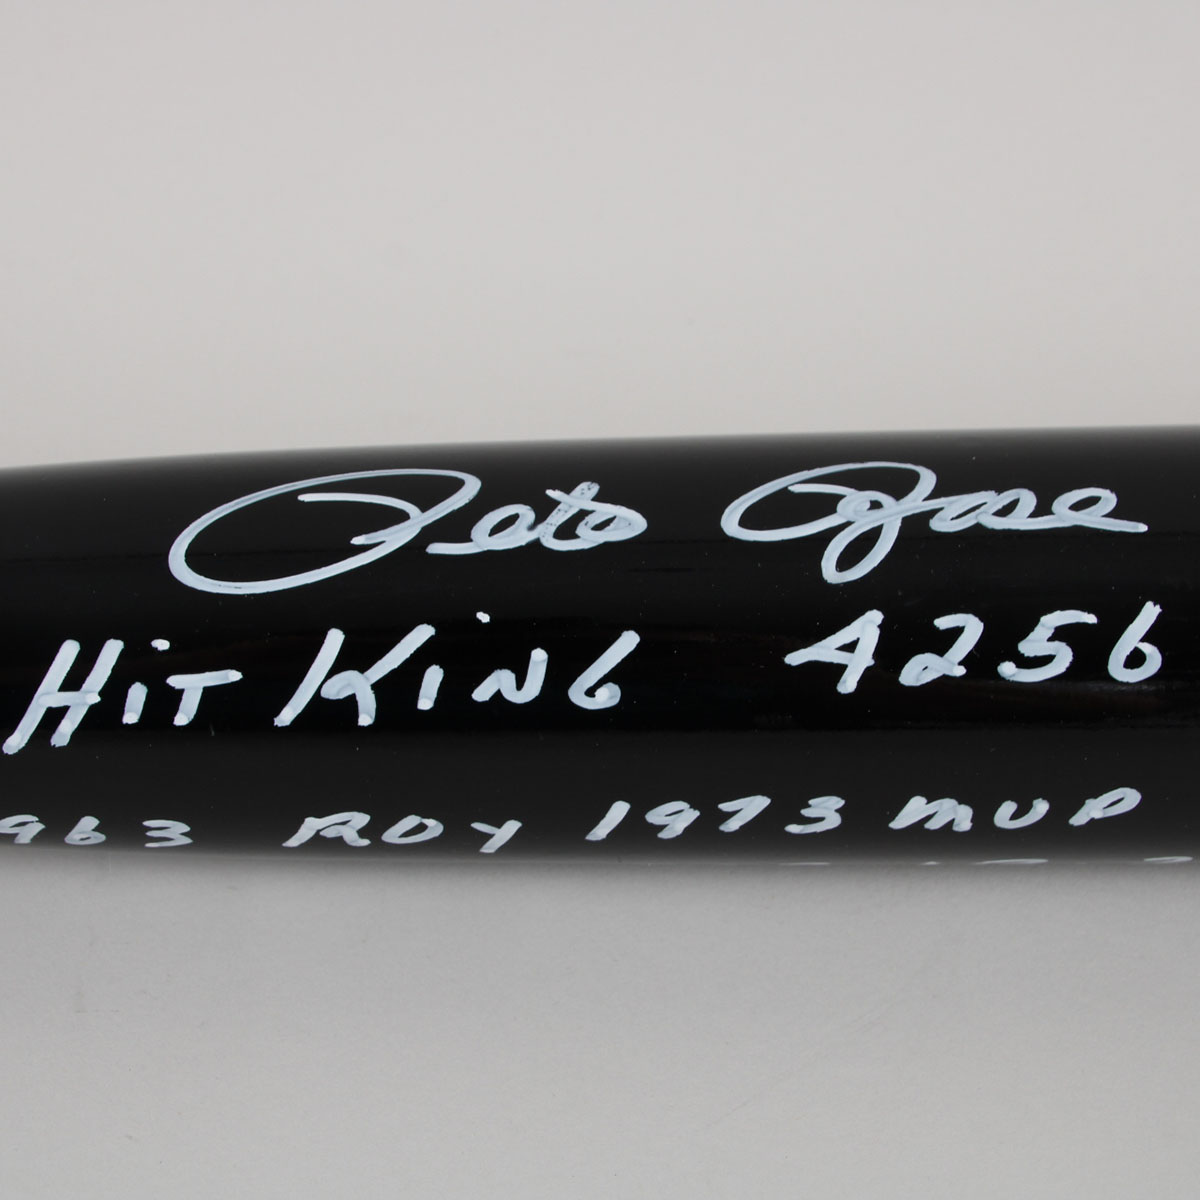 Pete Rose
Hit King 4256
963 ROY 1973 MVP